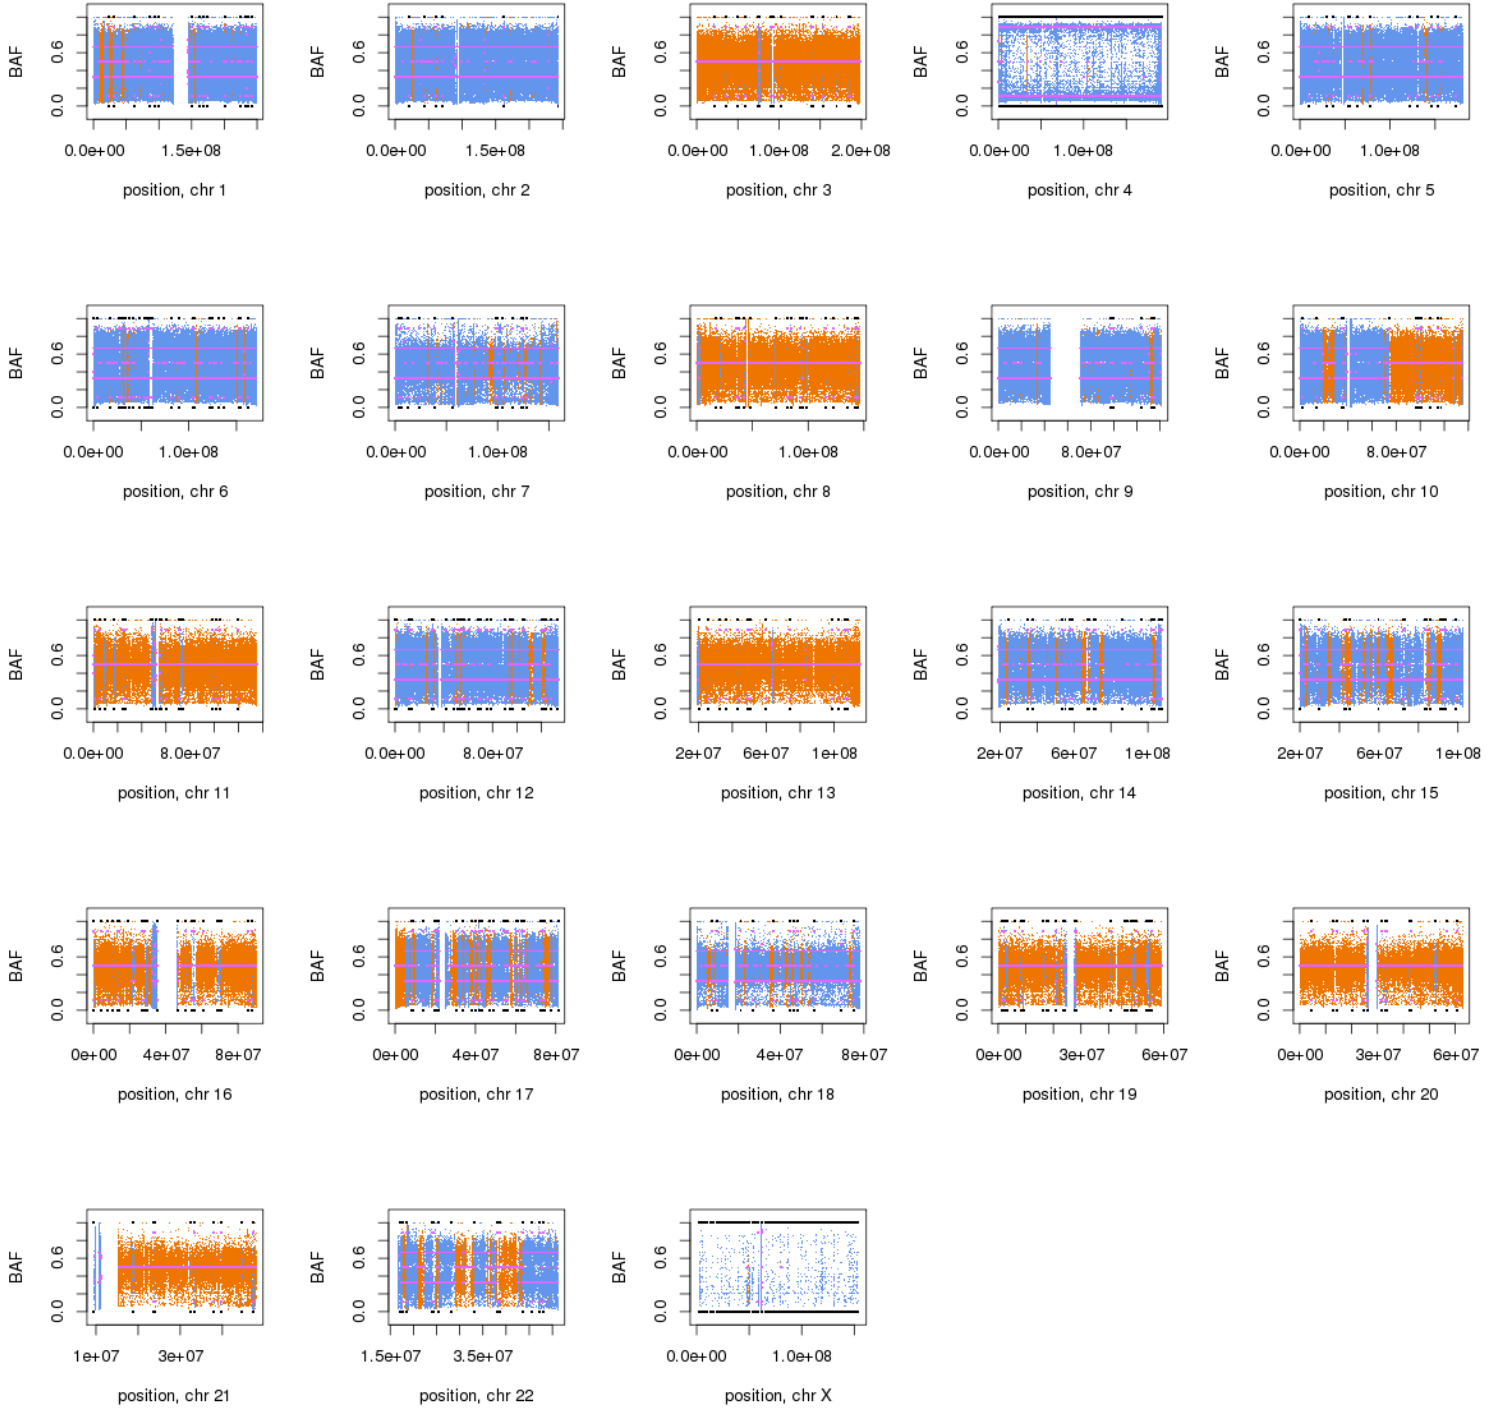 BAF 0.0 0.6 BAF 0.0 0.6 BAF 0.0 0.6 BAF 0.0 0.6 BAF 0.0 0.6
0.0e+00 1.5e+08 0.0e+00 1.5e+08 0.0e+00 1.0e+08 2.0e+08 0.0e+00 1.0e+08 0.0e+00 1.0e+08
position, chr 1 position, chr 2 position, chr 3 position, chr 4 position, chr 5
BAF 0.0 0.6 BAF 0.0 0.6 BAF 0.0 0.6 BAF 0.0 0.6 BAF 0.0 0.6
0.0e+00 1.0e+08 0.0e+00 1.0e+08 0.0e+00 1.0e+08 0.0e+00 8.0e+07 0.0e+00 8.0e+07
position, chr 6 position, chr 7 position, chr 8 position, chr 9 position, chr 10
BAF 0.0 0.6 BAF 0.0 0.6 BAF 0.0 0.6 BAF 0.0 0.6 BAF 0.0 0.6
0.0e+00 8.0e+07 0.0e+00 8.0e+07 2e+07 6e+07 1e+08 2e+07 6e+07 1e+08 2e+07 6e+07 1e+08
position, chr 11 position, chr 12 position, chr 13 position, chr 14 position, chr 15
BAF 0.0 0.6 BAF 0.0 0.6 BAF 0.0 0.6 BAF 0.0 0.6 BAF 0.0 0.6
0e+00 4e+07 8e+07 0e+00 4e+07 8e+07 0e+00 4e+07 8e+07 0e+00 3e+07 6e+07 0e+00 3e+07 6e+07
position, chr 16 position, chr 17 position, chr 18 position, chr 19 position, chr 20
BAF 0.0 0.6 BAF 0.0 0.6 BAF 0.0 0.6
1e+07 3e+07 1.5e+07 3.5e+07 0.0e+00 1.0e+08
position, chr 21 position, chr 22 position, chr X